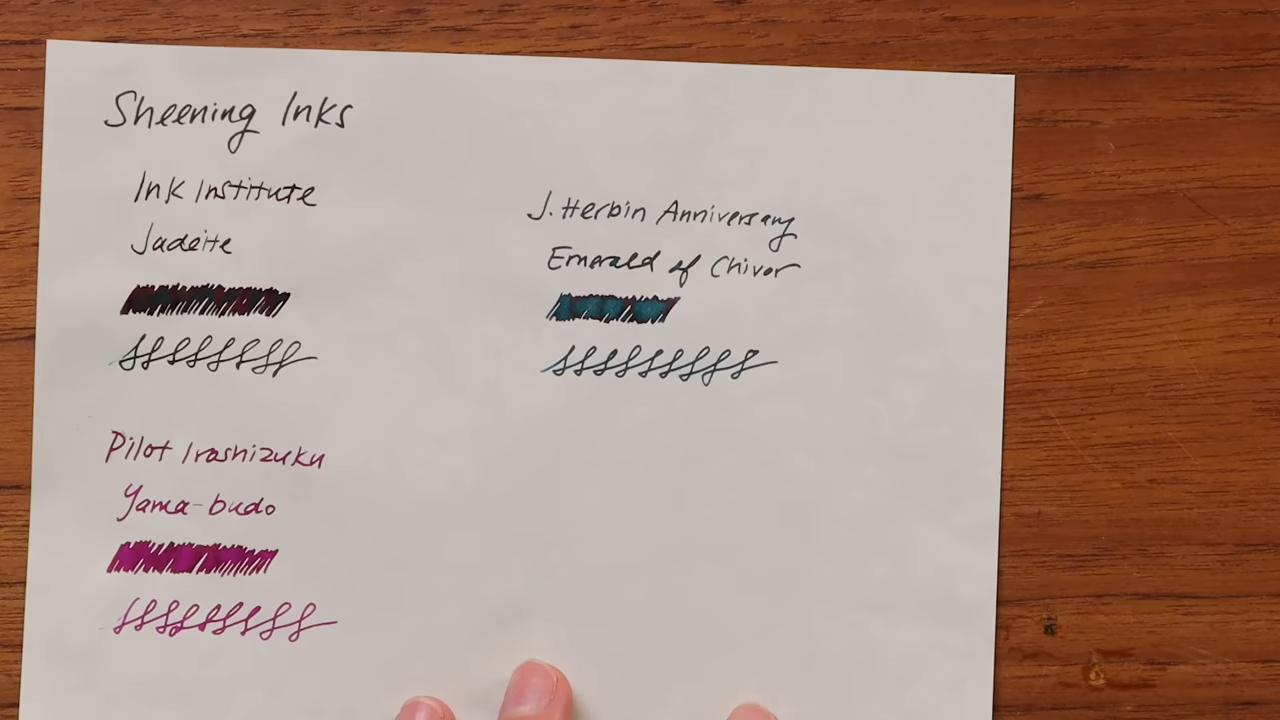 Sheening Inks
Ink Institute
Jadeite
J. Herbin Anniversary
Emerald of Chivor
Pilot Iroshizuku
Yama-budo